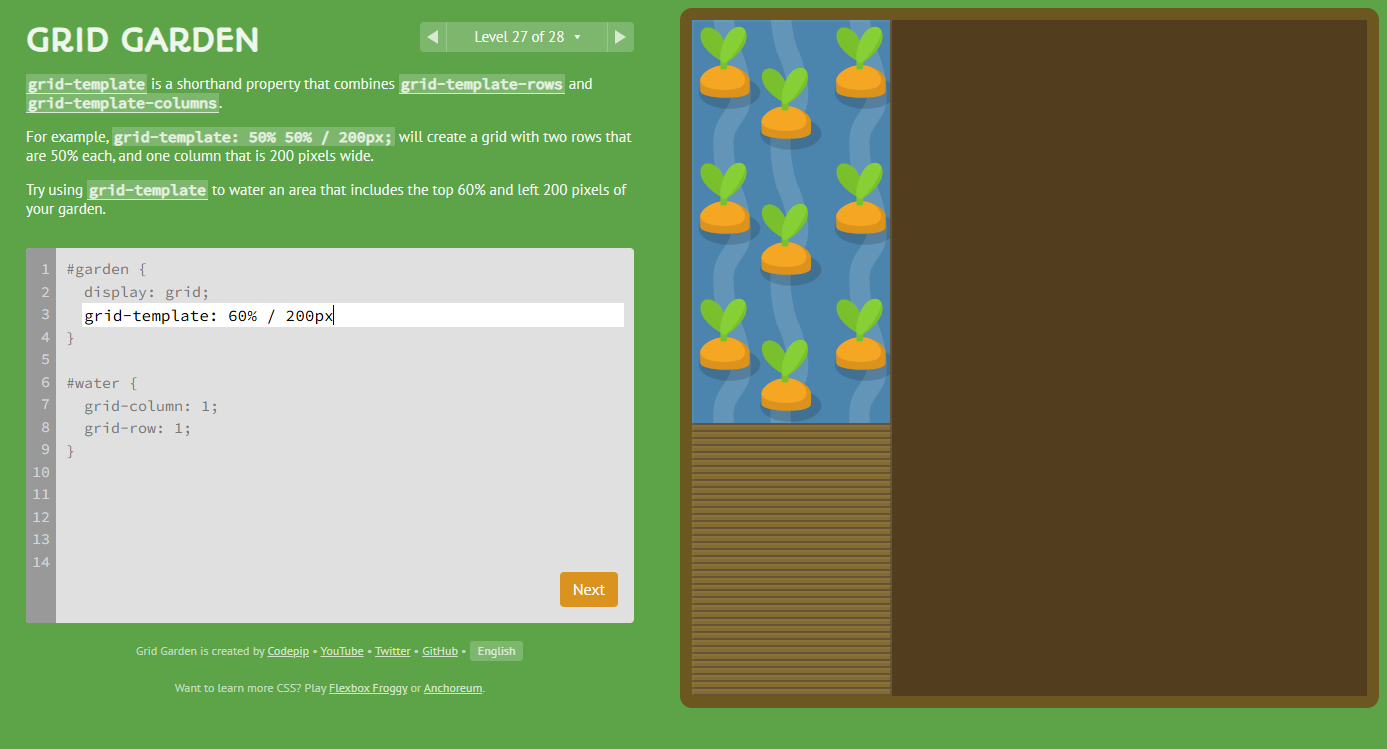 GRID GARDEN
Level 27 of 28
grid-template is a shorthand property that combines grid-template-rows and
grid-template-columns.
For example, grid-template: 50% 50% / 200px; will create a grid with two rows that
are 50% each, and one column that is 200 pixels wide.
Try using grid-template to water an area that includes the top 60% and left 200 pixels of
your garden.
1 #garden {
2 display: grid;
3 grid-template: 60% / 200px
4 }
5
6 #water {
7 grid-column: 1;
8 grid-row: 1;
9 }
10
11
12
13
14
Next
Grid Garden is created by Codepip • YouTube • Twitter • GitHub • English
Want to learn more CSS? Play Flexbox Froggy or Anchoreum.